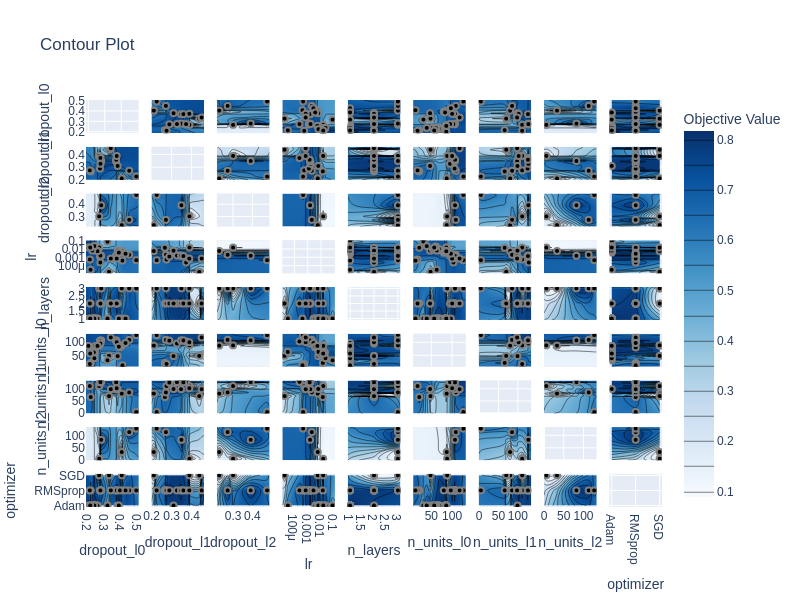 Contour Plot
Objective Value
dropout_l0
0.5
0.4
0.3
0.2
dropout_l1
0.4
0.3
0.2
dropout_l2
0.4
0.3
lr
0.1
0.01
0.001
100μ
n_layers
3
2.5
2
1.5
1
n_units_l0
100
50
n_units_l1
100
50
0
n_units_l2
100
50
0
optimizer
SGD
RMSprop
Adam
0.8
0.7
0.6
0.5
0.4
0.3
0.2
0.1
0.2 0.3 0.4 0.5
dropout_l0
0.2 0.3 0.4
dropout_l1
0.3 0.4
dropout_l2
100μ 0.001 0.01 0.1
lr
1 1.5 2 2.5 3
n_layers
50 100
n_units_l0
0 50 100
n_units_l1
0 50 100
n_units_l2
Adam RMSprop SGD
optimizer